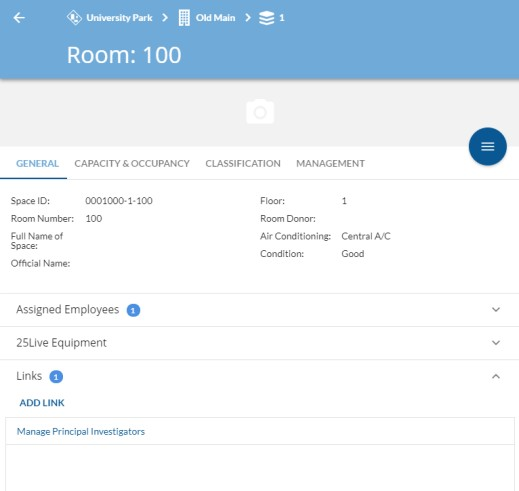 University Park > Old Main > 1
Room: 100
GENERAL CAPACITY & OCCUPANCY CLASSIFICATION MANAGEMENT
Space ID: 0001000-1-100
Room Number: 100
Full Name of
Space:
Official Name:
Floor: 1
Room Donor:
Air Conditioning: Central A/C
Condition: Good
Assigned Employees 1
25Live Equipment
Links 1
ADD LINK
Manage Principal Investigators